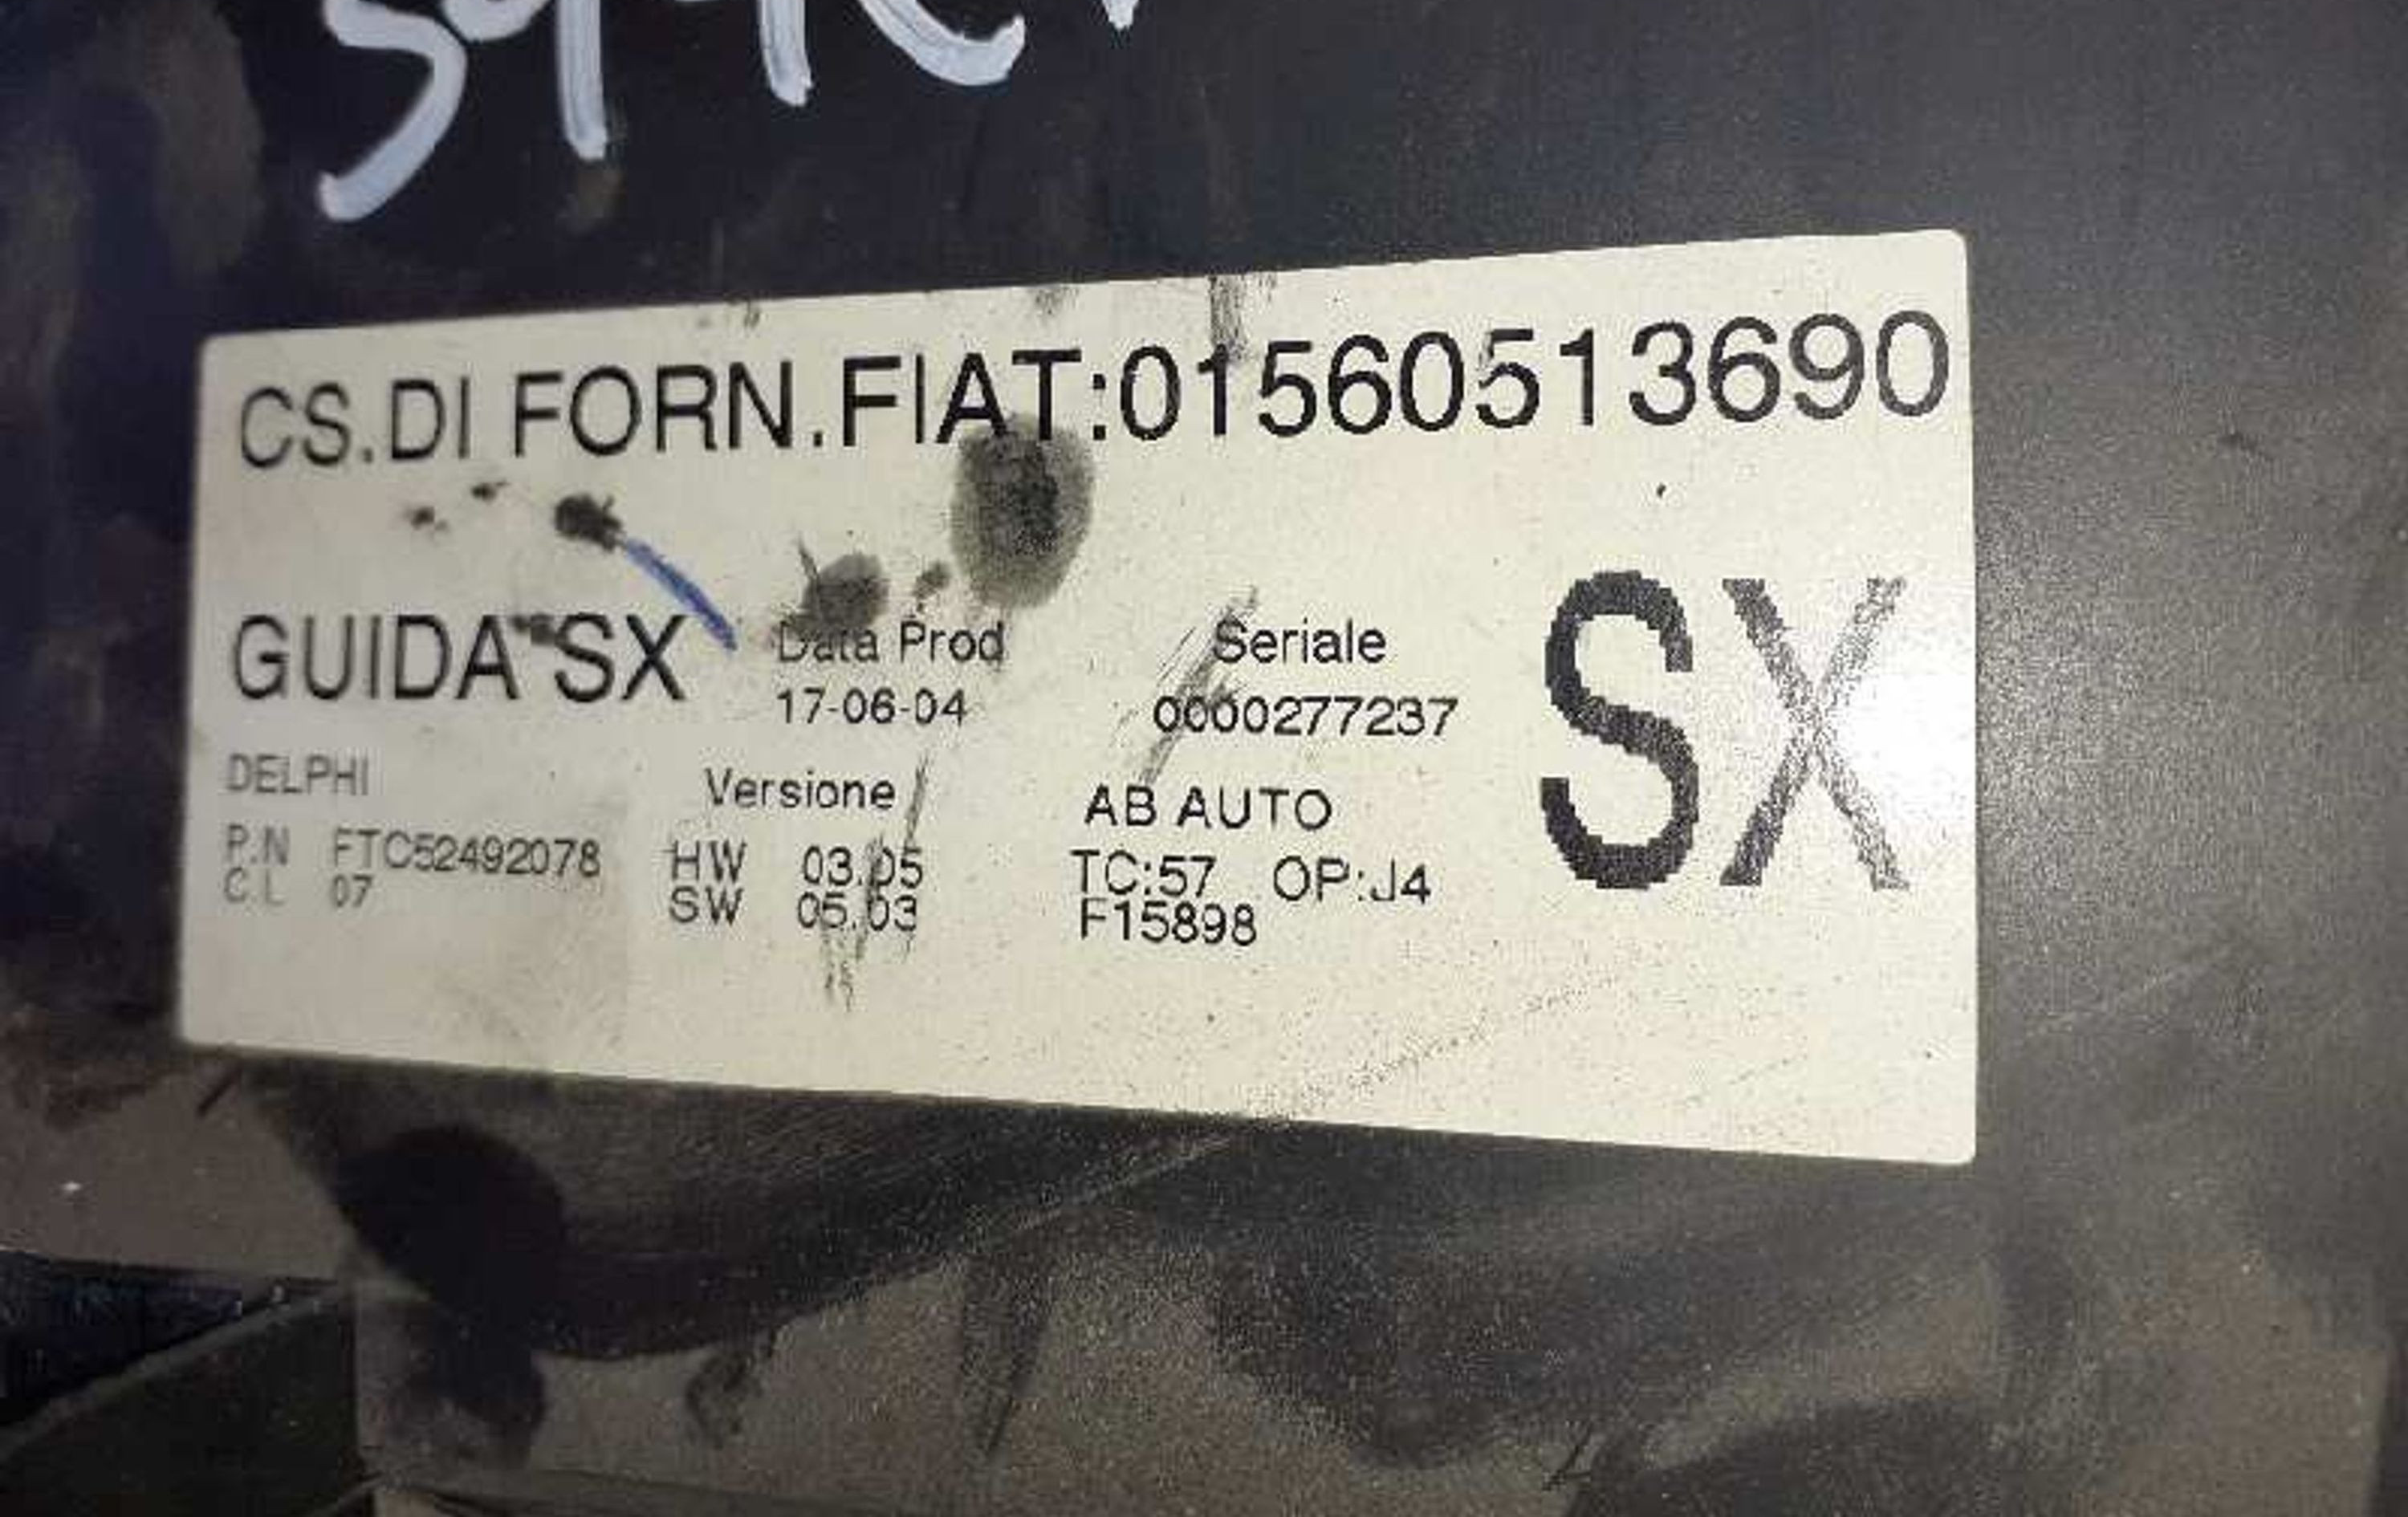 CS.DI FORN.FIAT:01560513690
GUIDA SX
Data Prod
17-06-04
Seriale
0000277237
SX
DELPHI
P.N FTC52492078
C.L 07
Versione
HW 03.05
SW 05.03
AB AUTO
TC:57 OP:J4
F15898